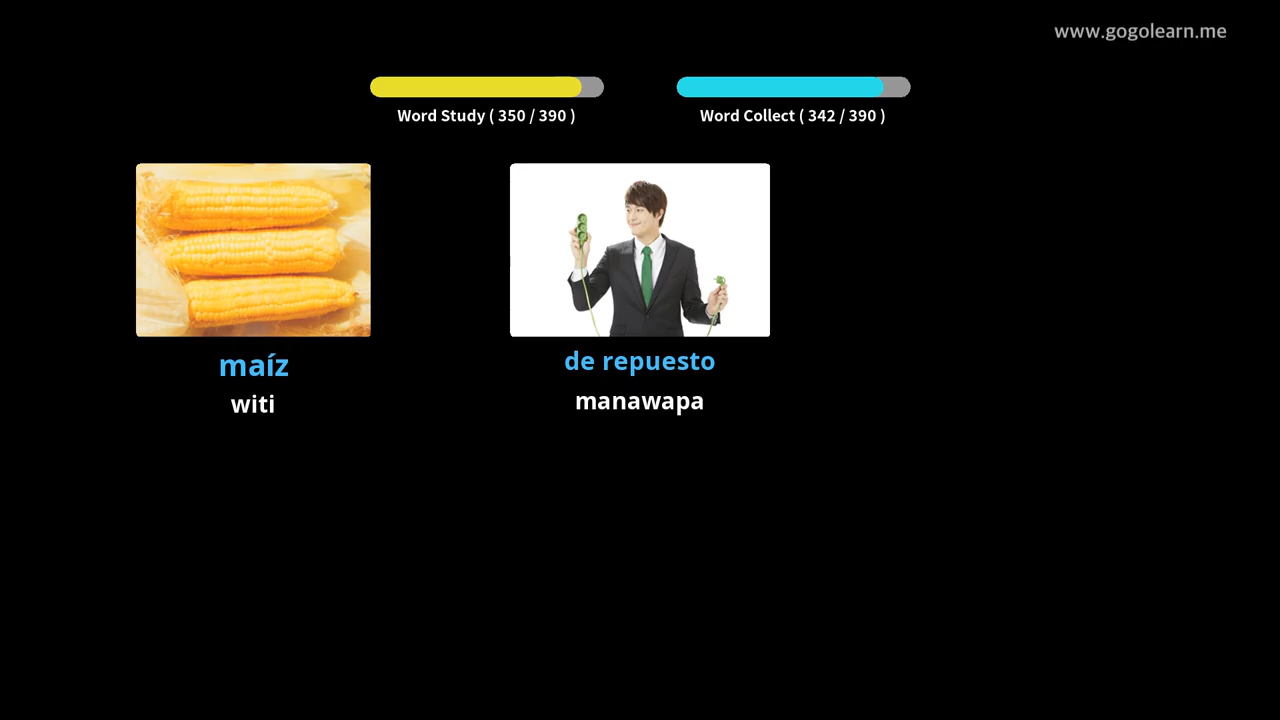 www.gogolearn.me
Word Study ( 350 / 390 )
Word Collect ( 342 / 390 )
maíz
witi
de repuesto
manawapa